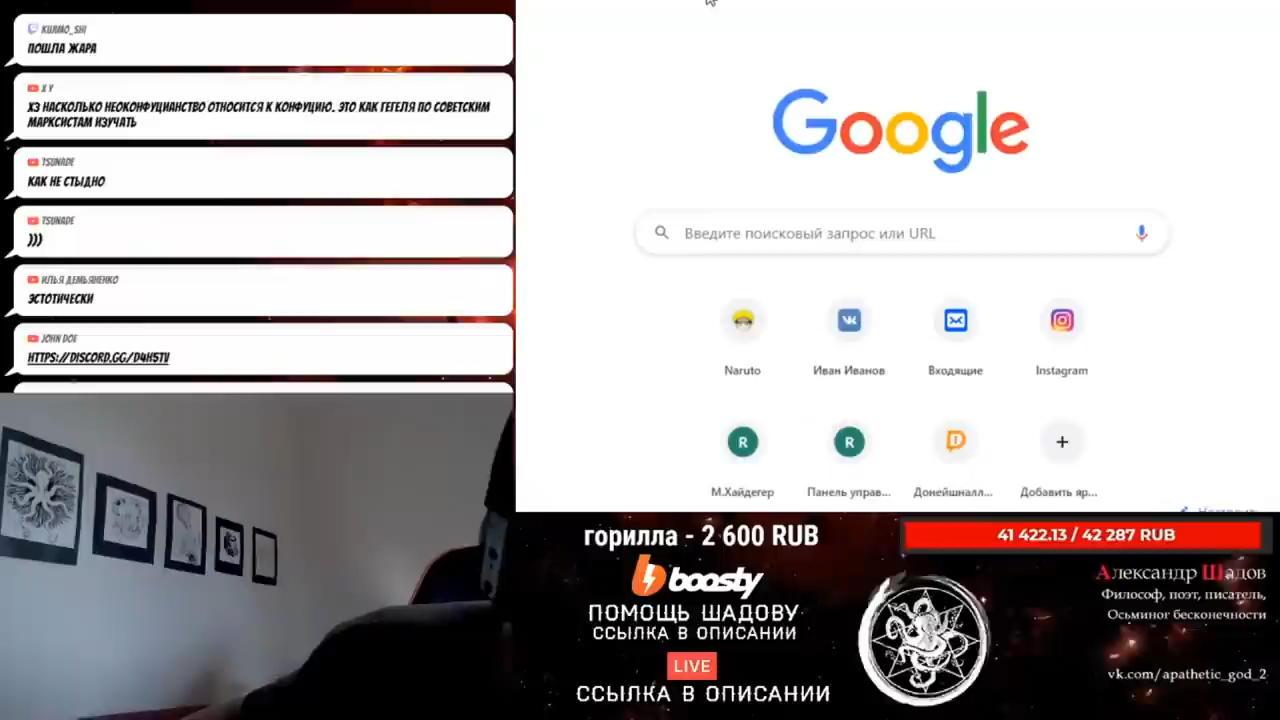 KUJIMO_SHI
ПОШЛА ЖАРА
X Y
ХЗ НАСКОЛЬКО НЕОКОНФУЦИАНСТВО ОТНОСИТСЯ К КОНФУЦИЮ. ЭТО КАК ГЕГЕЛЯ ПО СОВЕТСКИМ
МАРКСИСТАМ ИЗУЧАТЬ
TSUNADE
КАК НЕ СТЫДНО
TSUNADE
)))
ИЛЬЯ ДЕМЬЯНЕНКО
ЭСТОТИЧЕСКИ
JOHN DOE
HTTPS://DISCORD.GG/D4H5TV
Google
Введите поисковый запрос или URL
Naruto
Иван Иванов
Входящие
Instagram
М.Хайдегер
Панель управ...
Донейшналл...
Добавить яр...
горилла - 2 600 RUB
boosty
ПОМОЩЬ ШАДОВУ
ССЫЛКА В ОПИСАНИИ
LIVE
ССЫЛКА В ОПИСАНИИ
41 422.13 / 42 287 RUB
Александр Шадов
Философ, поэт, писатель,
Осьминог бесконечности
vk.com/apathetic_god_2